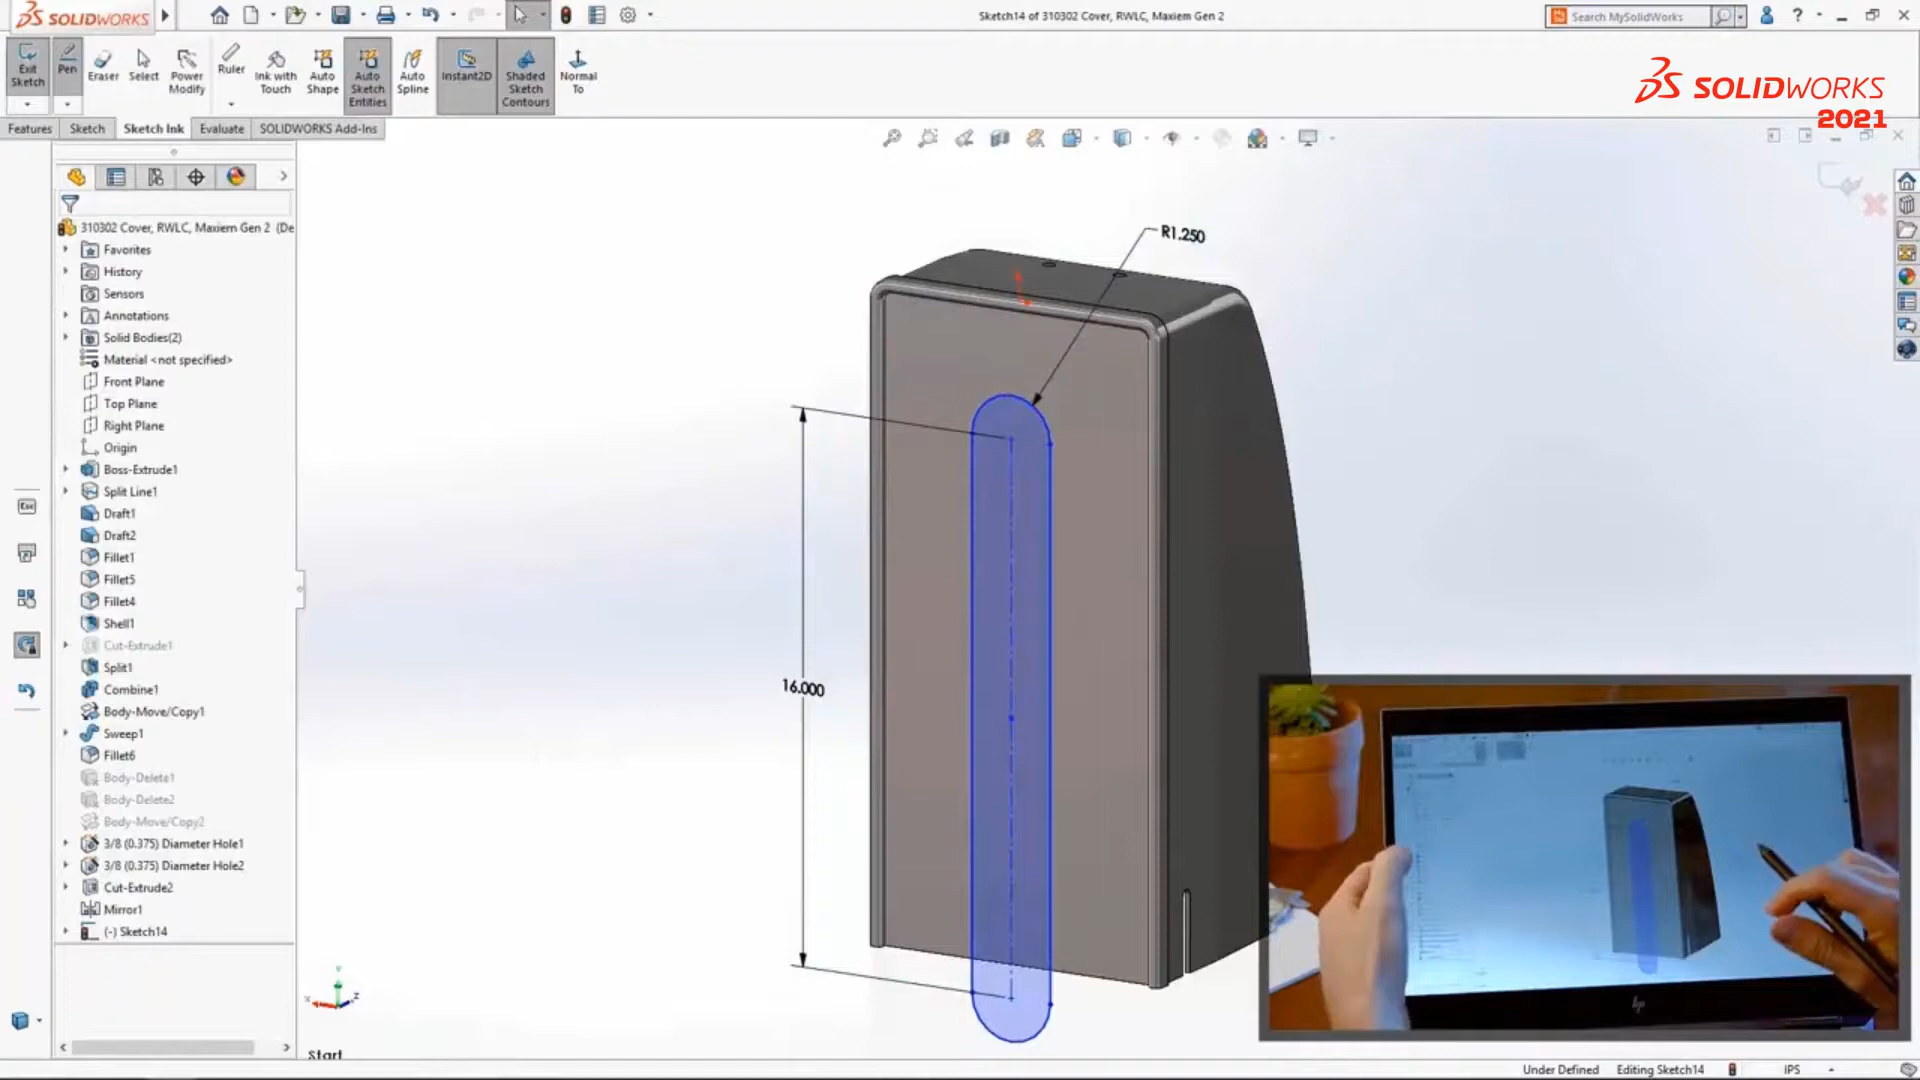 SOLIDWORKS
Sketch14 of 310302 Cover, RWLC, Maxiem Gen 2
Search MySolidWorks
Exit Sketch
Pen
Eraser
Select
Power Modify
Ruler
Ink with Touch
Auto Shape
Auto Sketch Entities
Auto Spline
Instant2D
Shaded Sketch Contours
Normal To
SOLIDWORKS
2021
Features
Sketch
Sketch Ink
Evaluate
SOLIDWORKS Add-Ins
310302 Cover, RWLC, Maxiem Gen 2 (De
Favorites
History
Sensors
Annotations
Solid Bodies(2)
Material <not specified>
Front Plane
Top Plane
Right Plane
Origin
Boss-Extrude1
Split Line1
Draft1
Draft2
Fillet1
Fillet5
Fillet4
Shell1
Cut-Extrude1
Split1
Combine1
Body-Move/Copy1
Sweep1
Fillet6
Body-Delete1
Body-Delete2
Body-Move/Copy2
3/8 (0.375) Diameter Hole1
3/8 (0.375) Diameter Hole2
Cut-Extrude2
Mirror1
(-) Sketch14
Esc
R1.250
16.000
Y
X
Z
hp
Start
Under Defined
Editing Sketch14
IPS